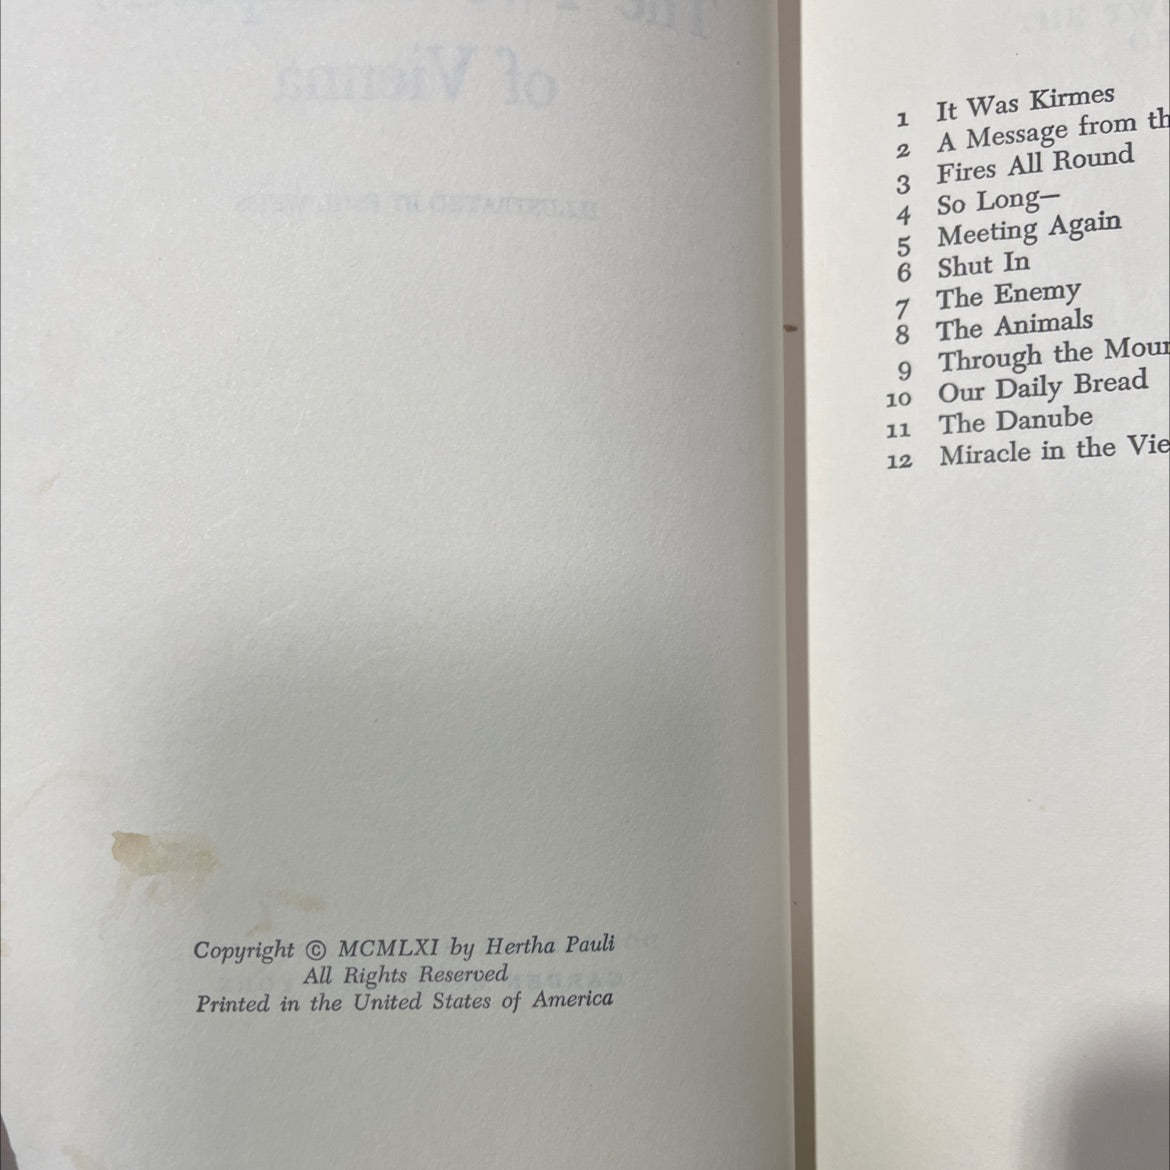 Copyright © MCMLXI by Hertha Pauli
All Rights Reserved
Printed in the United States of America
1 It Was Kirmes
2 A Message from th
3 Fires All Round
4 So Long—
5 Meeting Again
6 Shut In
7 The Enemy
8 The Animals
9 Through the Moun
10 Our Daily Bread
11 The Danube
12 Miracle in the Vie